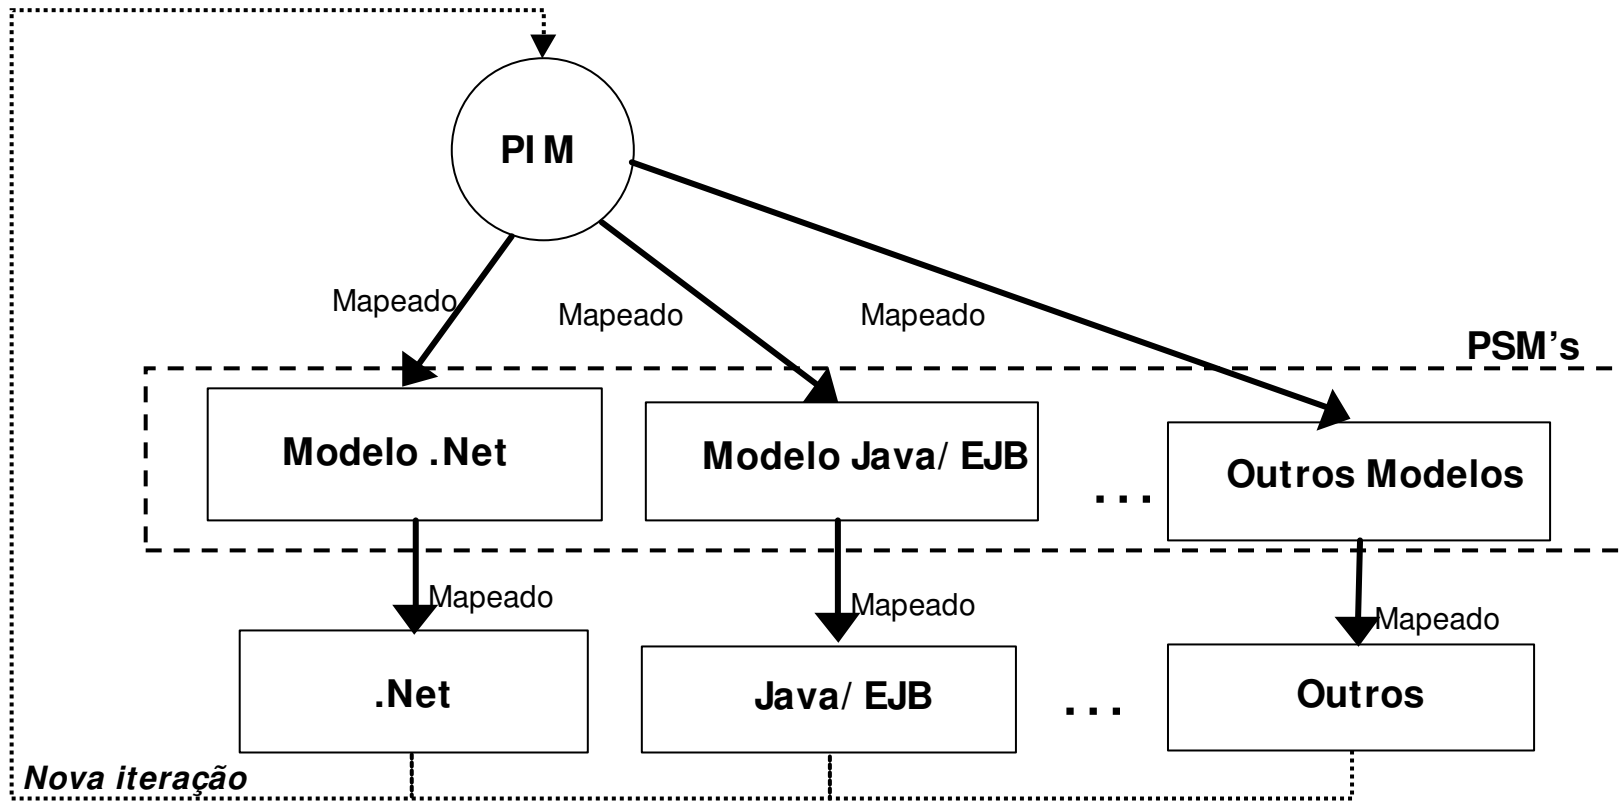 PIM
Mapeado
Mapeado
Mapeado
PSM's
Modelo .Net
Modelo Java/ EJB
...
Outros Modelos
Mapeado
Mapeado
Mapeado
.Net
Java/ EJB
...
Outros
Nova iteração